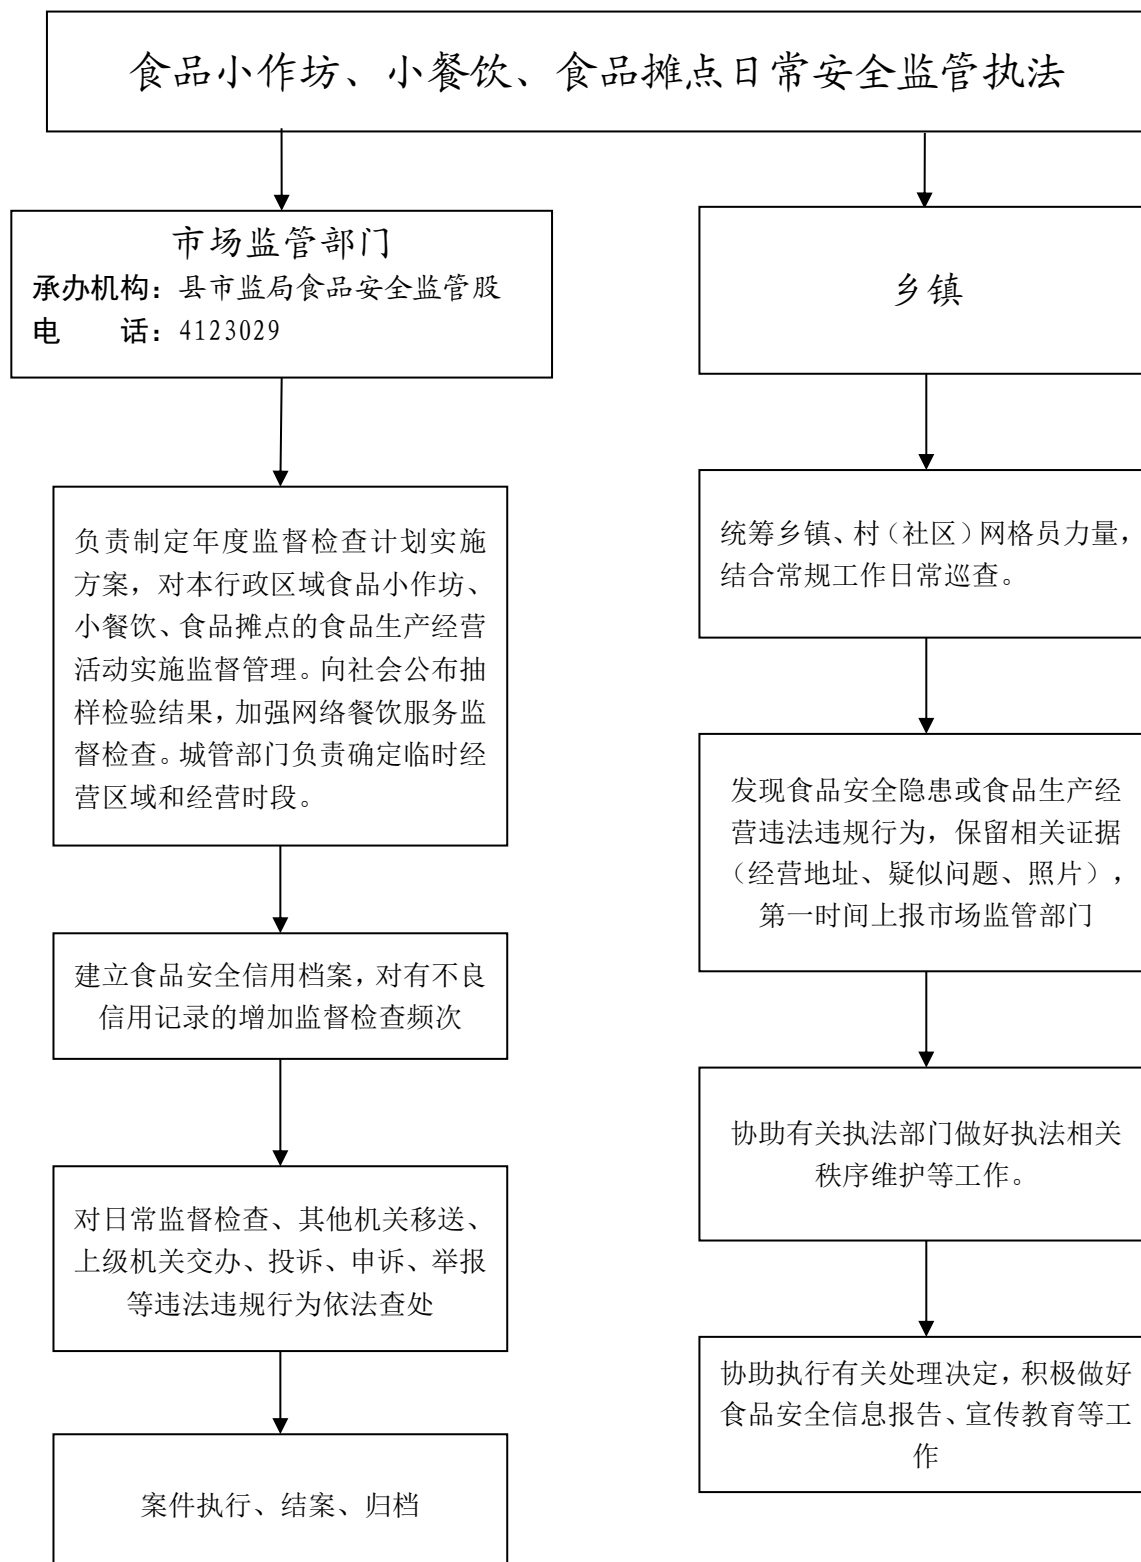 食品小作坊、小餐饮、食品摊点日常安全监管执法
市场监管部门
承办机构：县市监局食品安全监管股
电　　话：4123029
负责制定年度监督检查计划实施
方案，对本行政区域食品小作坊、
小餐饮、食品摊点的食品生产经营
活动实施监督管理。向社会公布抽
样检验结果，加强网络餐饮服务监
督检查。城管部门负责确定临时经
营区域和经营时段。
建立食品安全信用档案，对有不良
信用记录的增加监督检查频次
对日常监督检查、其他机关移送、
上级机关交办、投诉、申诉、举报
等违法违规行为依法查处
案件执行、结案、归档
乡镇
统筹乡镇、村（社区）网格员力量，
结合常规工作日常巡查。
发现食品安全隐患或食品生产经
营违法违规行为，保留相关证据
（经营地址、疑似问题、照片），
第一时间上报市场监管部门
协助有关执法部门做好执法相关
秩序维护等工作。
协助执行有关处理决定，积极做好
食品安全信息报告、宣传教育等工
作